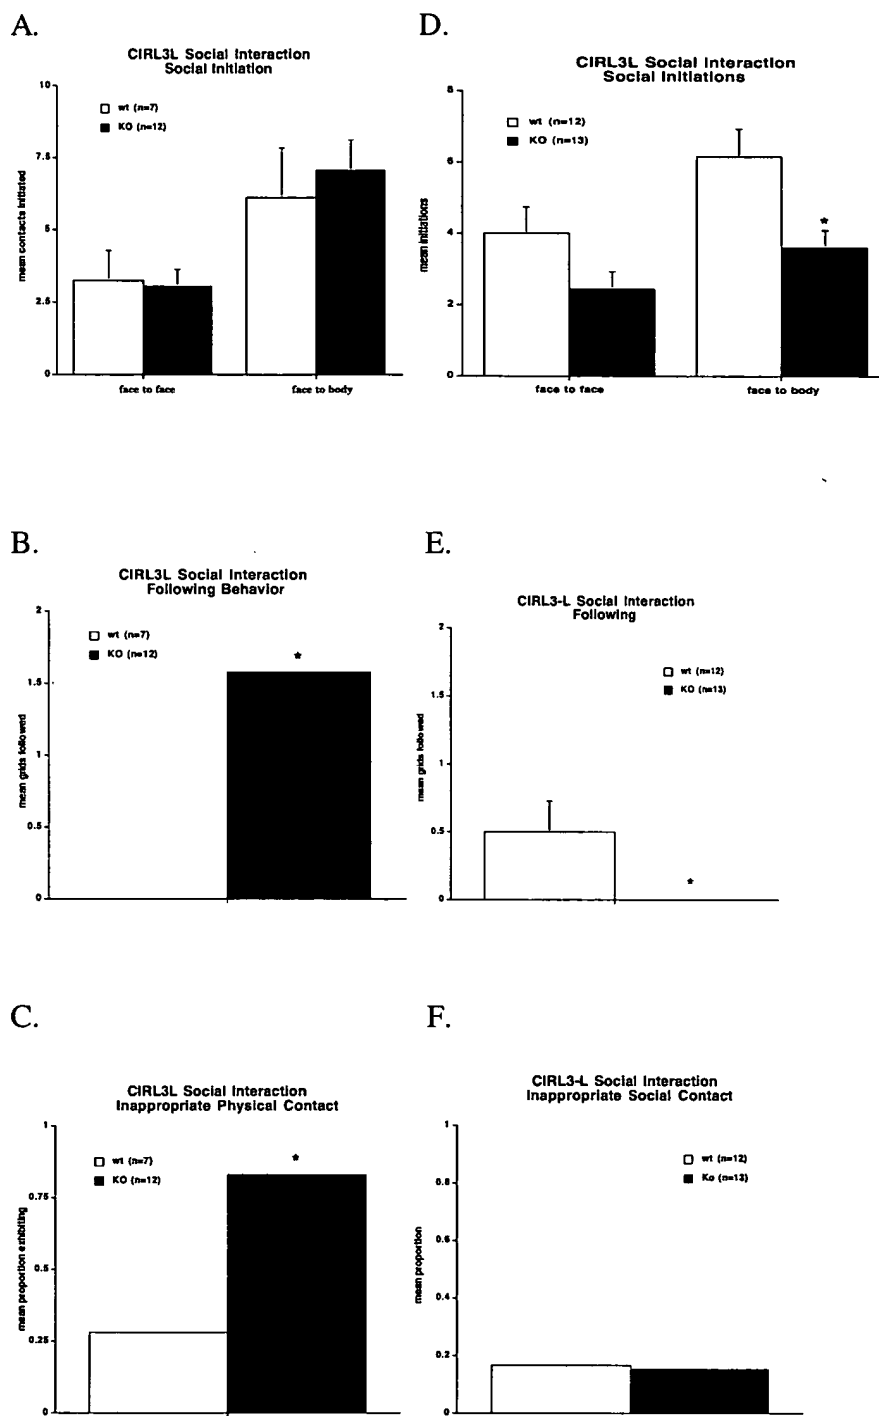 A.
CIRL3L Social Interaction
Social Initiation
10
7.5
5
2.5
0
mean contacts initiated
wt (n=7)
KO (n=12)
face to face
face to body
D.
CIRL3L Social Interaction
Social Initiations
8
6
4
2
0
mean initiations
wt (n=12)
KO (n=13)
*
face to face
face to body
B.
CIRL3L Social Interaction
Following Behavior
2
1.5
1
0.5
0
mean grids followed
wt (n=7)
KO (n=12)
*
E.
CIRL3-L Social Interaction
Following
2
1.5
1
0.5
0
mean grids followed
wt (n=12)
KO (n=13)
*
C.
CIRL3L Social Interaction
Inappropriate Physical Contact
1
0.75
0.5
0.25
0
mean proportion exhibiting
wt (n=7)
KO (n=12)
*
F.
CIRL3-L Social Interaction
Inappropriate Social Contact
1
0.8
0.6
0.4
0.2
0
mean proportion
wt (n=12)
Ko (n=13)